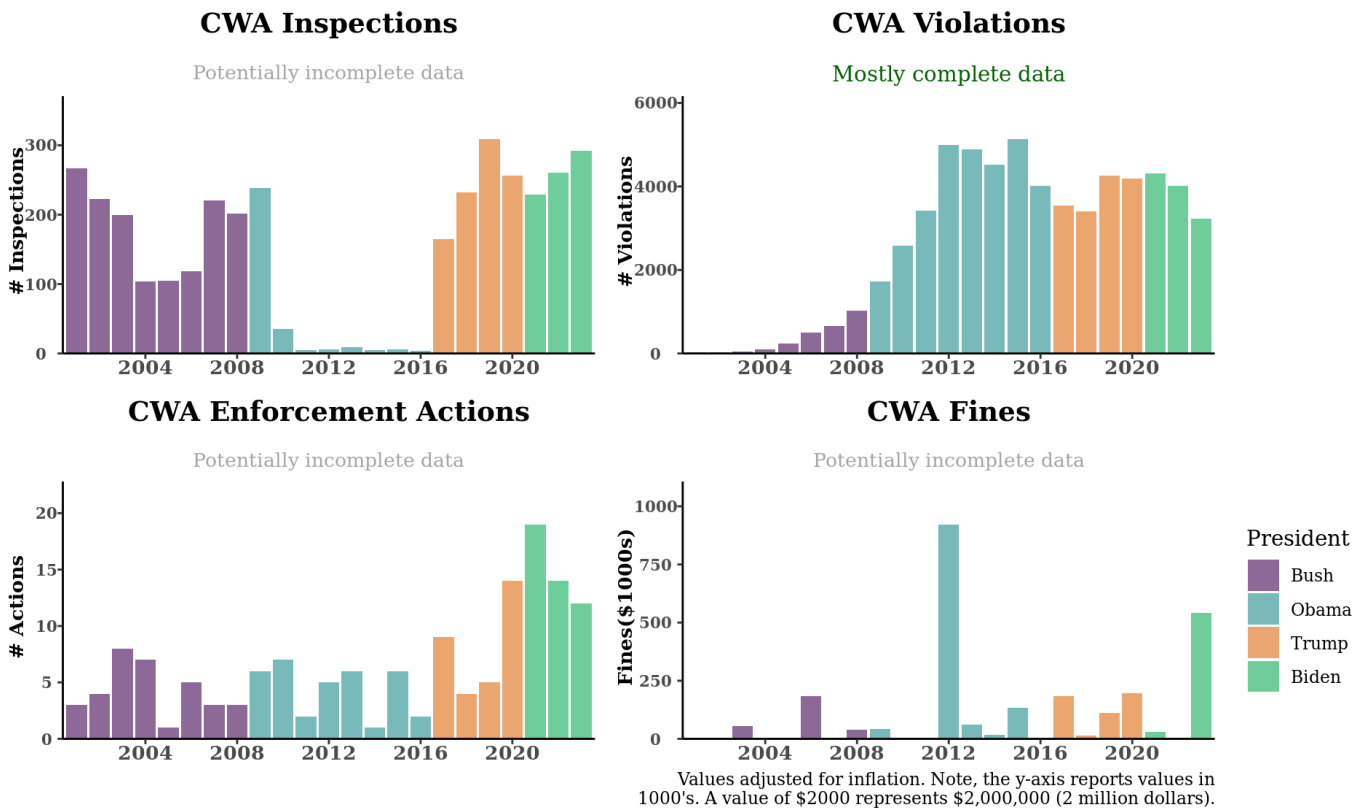 CWA Inspections
Potentially incomplete data
# Inspections
300
200
100
0
2004
2008
2012
2016
2020
CWA Violations
Mostly complete data
# Violations
6000
4000
2000
0
2004
2008
2012
2016
2020
CWA Enforcement Actions
Potentially incomplete data
# Actions
20
15
10
5
0
2004
2008
2012
2016
2020
CWA Fines
Potentially incomplete data
Fines($1000s)
1000
750
500
250
0
2004
2008
2012
2016
2020
President
Bush
Obama
Trump
Biden
Values adjusted for inflation. Note, the y-axis reports values in
1000's. A value of $2000 represents $2,000,000 (2 million dollars).